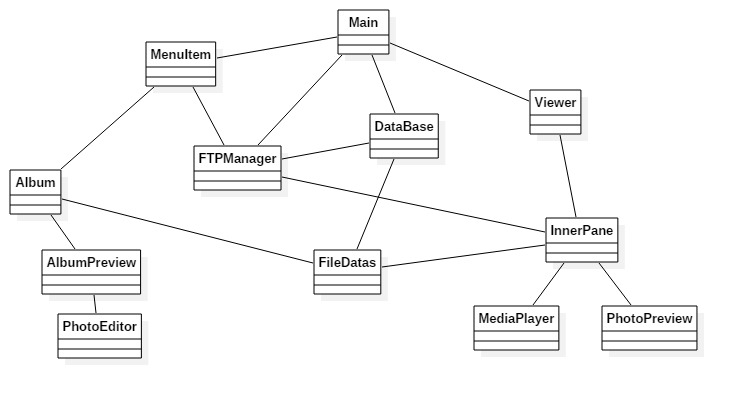 Main
MenuItem
Viewer
DataBase
FTPManager
Album
InnerPane
AlbumPreview
FileDatas
PhotoEditor
MediaPlayer
PhotoPreview